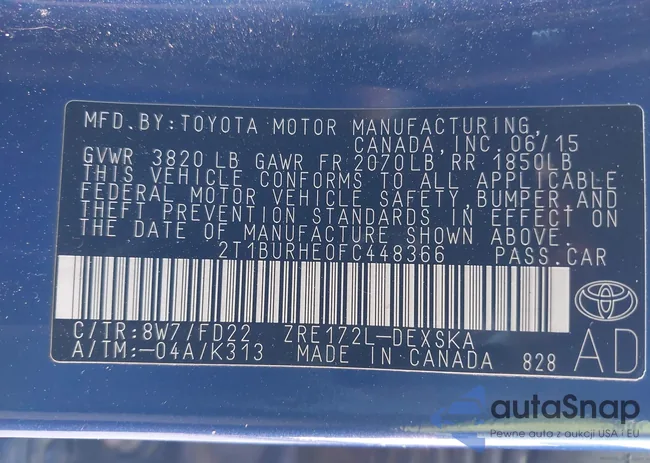 MFD.BY:TOYOTA MOTOR MANUFACTURING,
CANADA, INC. 06/15
GVWR 3820 LB GAWR FR 2070LB, RR 1850LB
THIS VEHICLE CONFORMS TO ALL APPLICABLE
FEDERAL MOTOR VEHICLE SAFETY, BUMPER, AND
THEFT PREVENTION STANDARDS IN EFFECT ON
THE DATE OF MANUFACTURE SHOWN ABOVE.
2T1BURHE0FC448366 PASS.CAR
C/TR:8W7/FD22 ZRE172L-DEXSKA
A/TM:-04A/K313 MADE IN CANADA 828 AD
autaSnap
Pewne auta z aukcji USA i EU